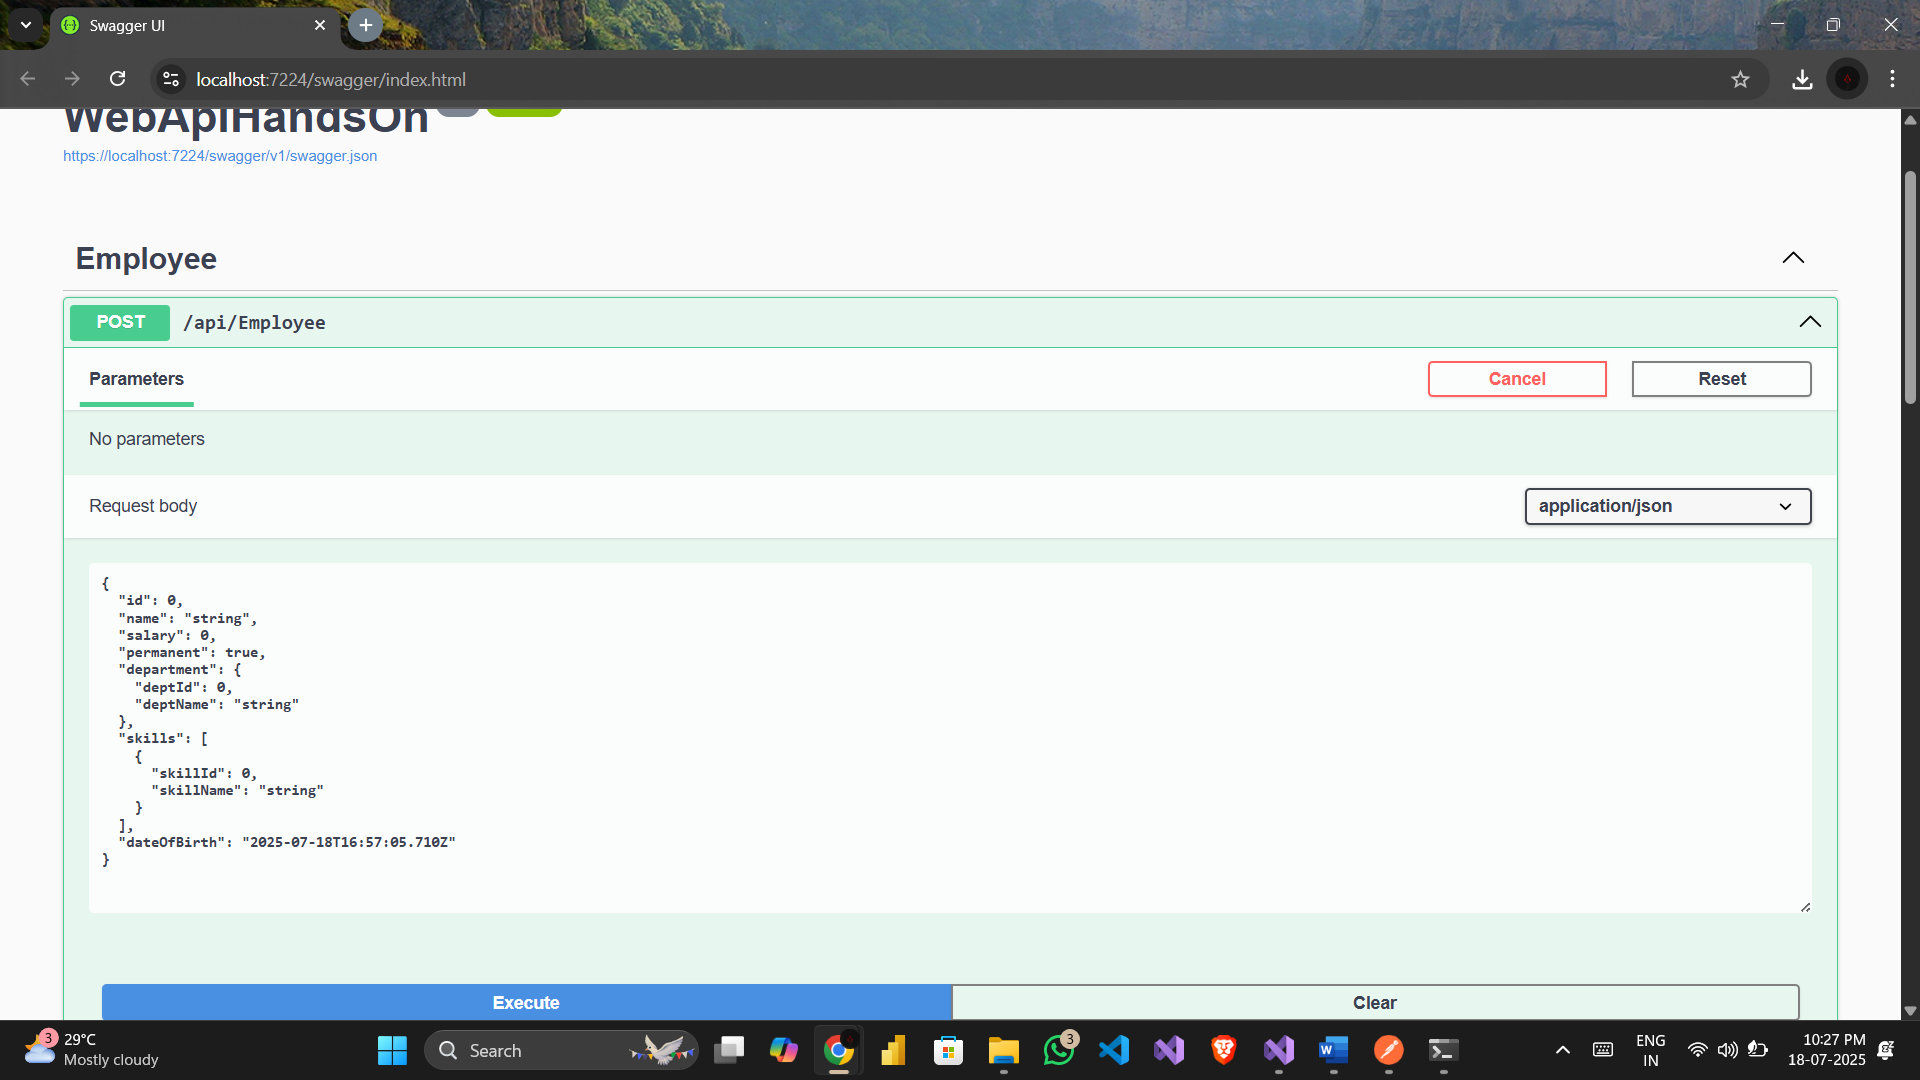 Swagger UI
localhost:7224/swagger/index.html
WebApiHandsOn
https://localhost:7224/swagger/v1/swagger.json
Employee
POST /api/Employee
Parameters
Cancel
Reset
No parameters
Request body
application/json
{
  "id": 0,
  "name": "string",
  "salary": 0,
  "permanent": true,
  "department": {
    "deptId": 0,
    "deptName": "string"
  },
  "skills": [
    {
      "skillId": 0,
      "skillName": "string"
    }
  ],
  "dateOfBirth": "2025-07-18T16:57:05.710Z"
}
Execute
Clear
3
29°C
Mostly cloudy
Search
3
ENG
IN
10:27 PM
18-07-2025